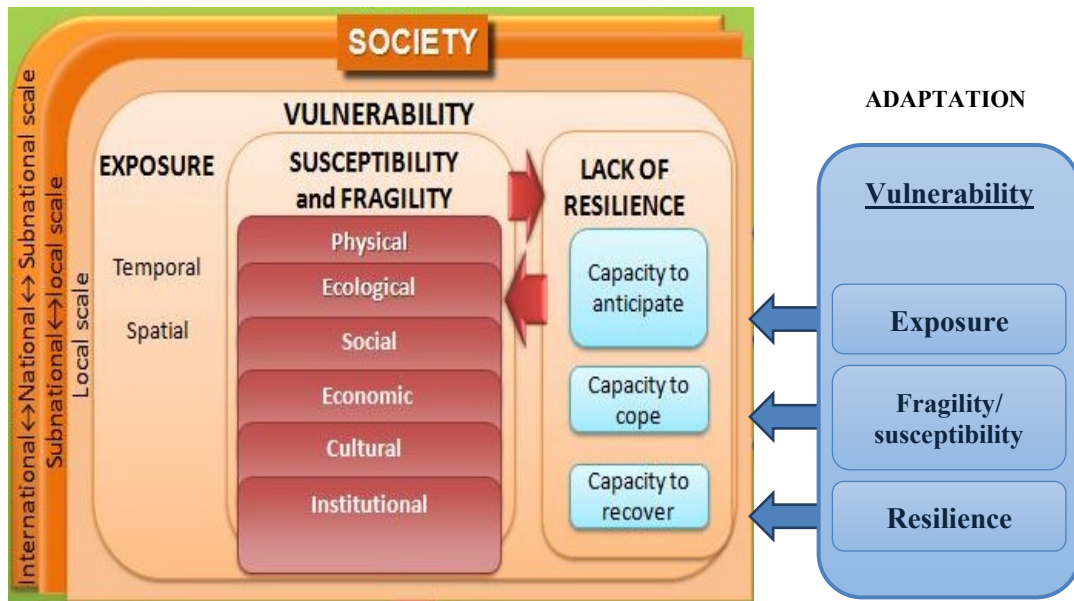 SOCIETY
International↔National↔ Subnational scale
Subnational↔local scale
Local scale
VULNERABILITY
EXPOSURE
Temporal
Spatial
SUSCEPTIBILITY
and FRAGILITY
Physical
Ecological
Social
Economic
Cultural
Institutional
LACK OF
RESILIENCE
Capacity to
anticipate
Capacity to
cope
Capacity to
recover
ADAPTATION
Vulnerability
Exposure
Fragility/
susceptibility
Resilience